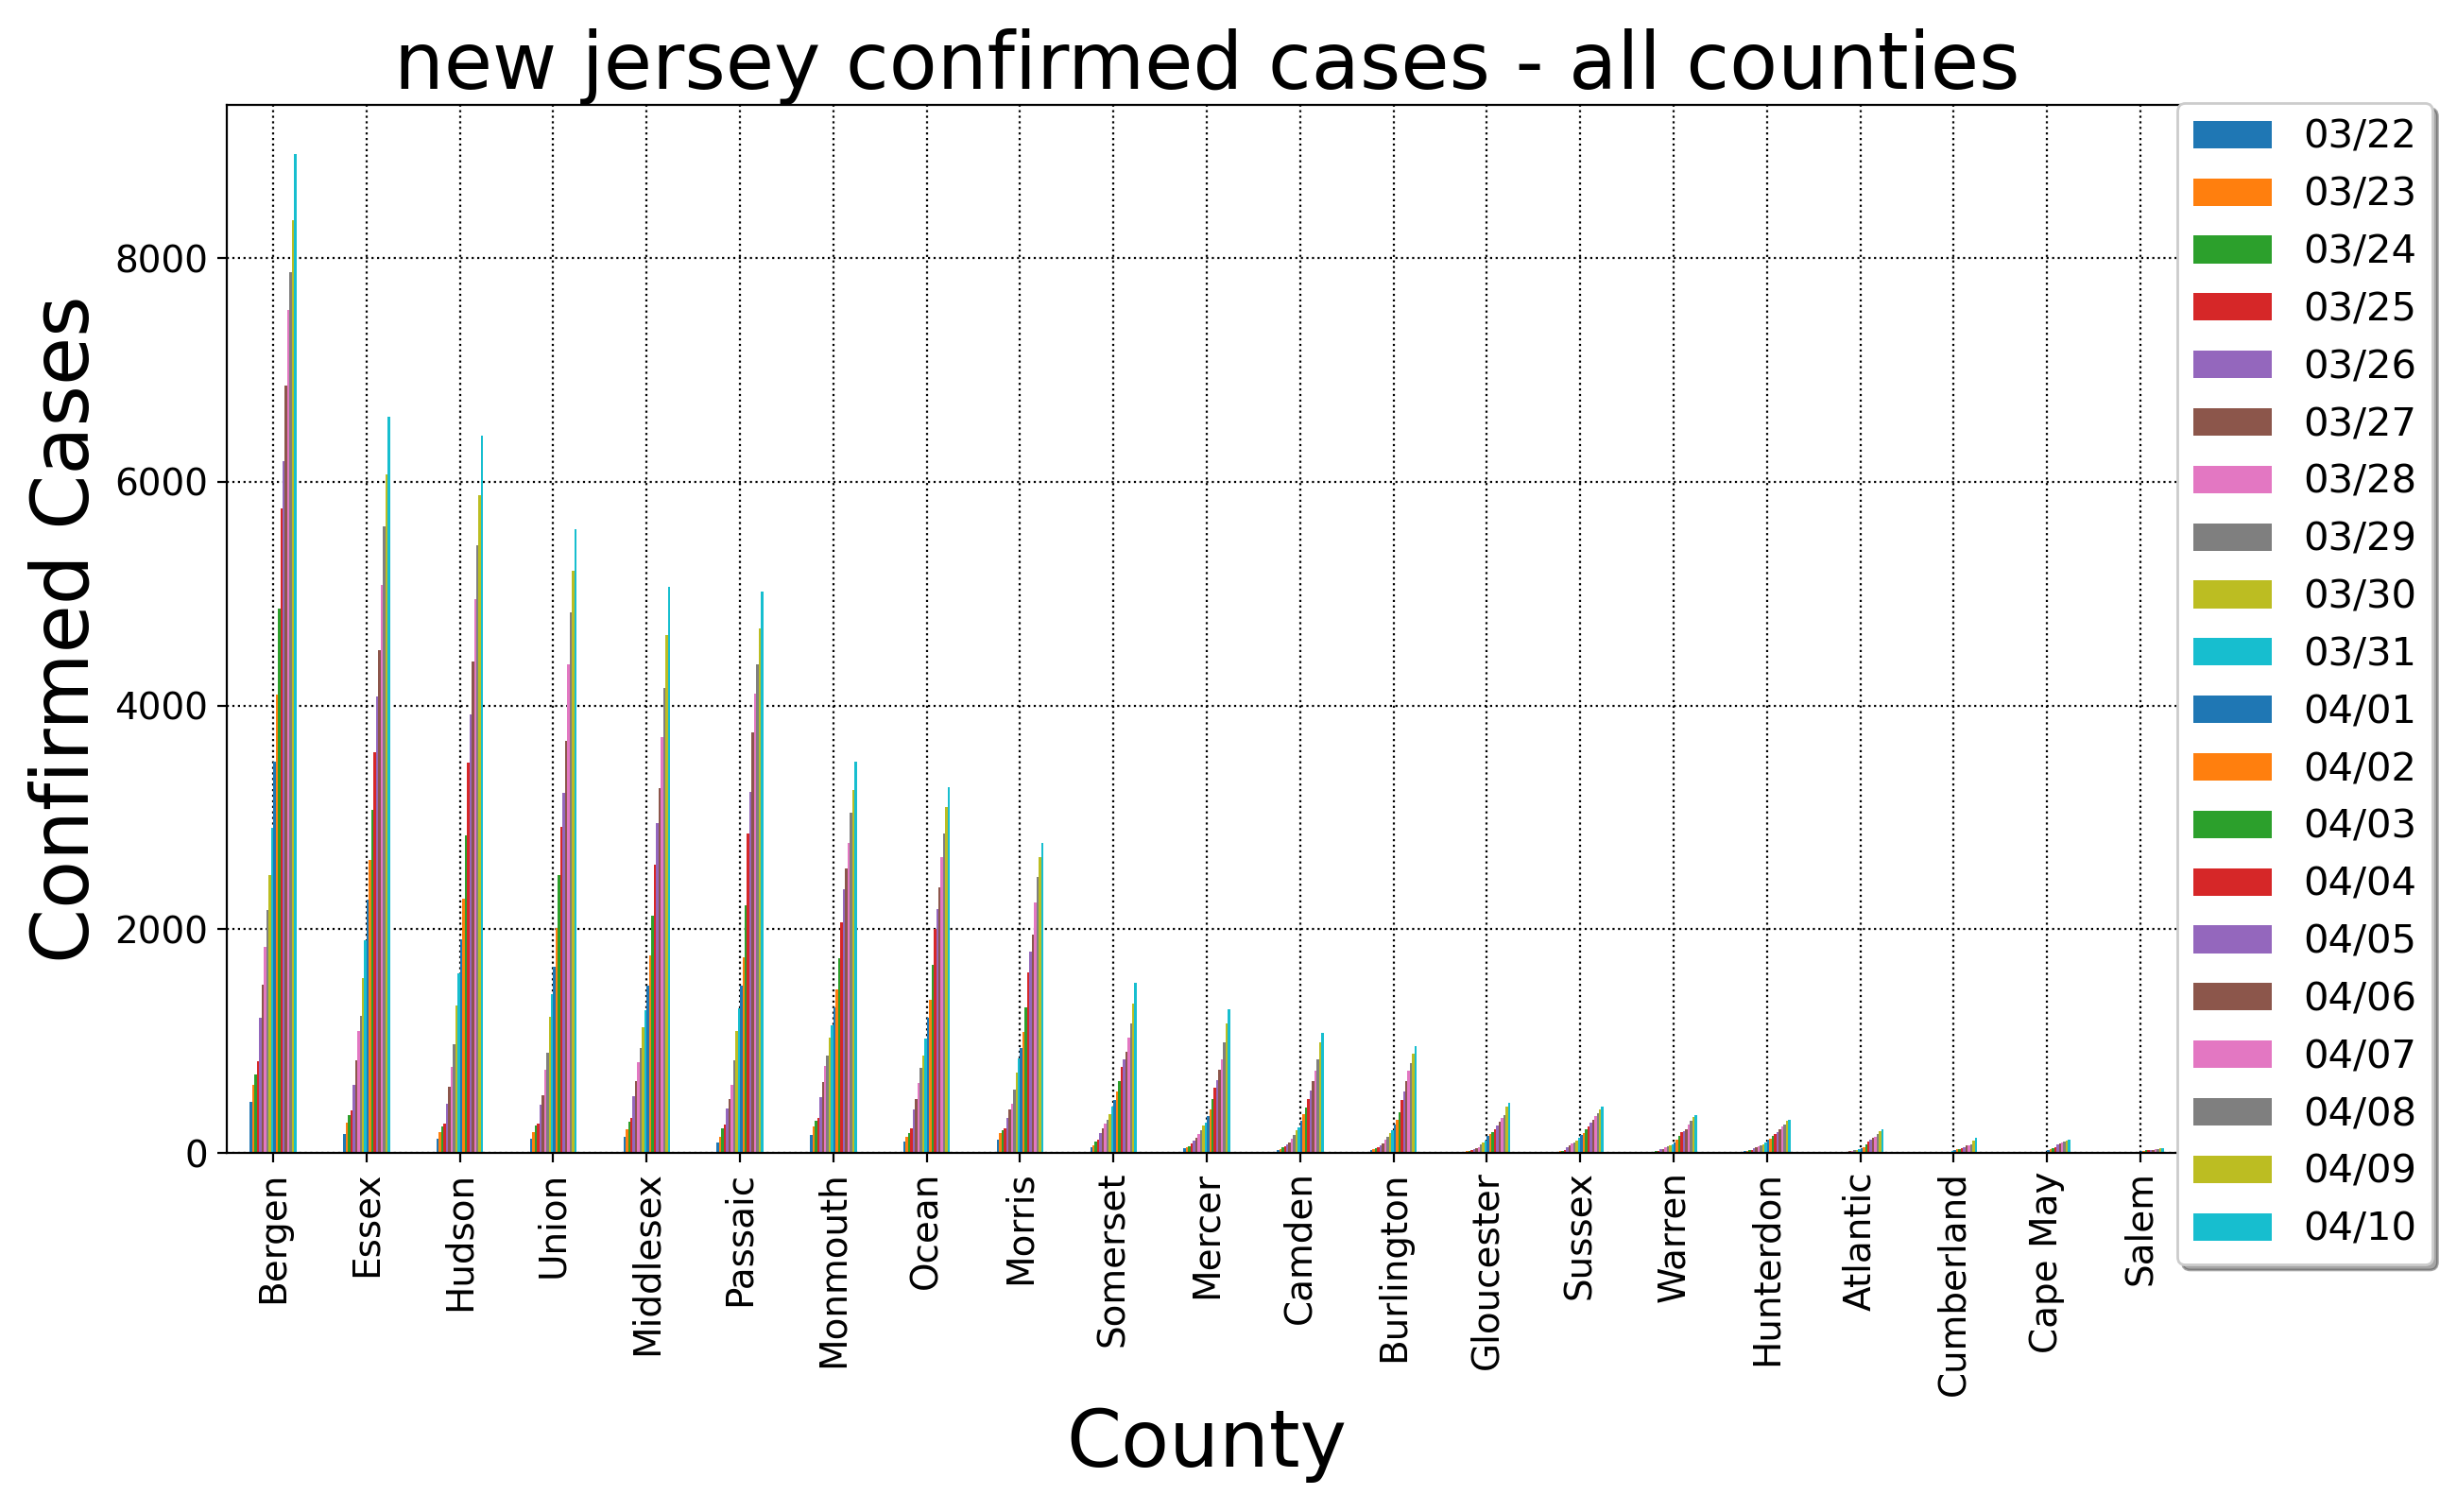 new jersey confirmed cases - all counties
Confirmed Cases
8000
6000
4000
2000
0
Bergen
Essex
Hudson
Union
Middlesex
Passaic
Monmouth
Ocean
Morris
Somerset
Mercer
Camden
Burlington
Gloucester
Sussex
Warren
Hunterdon
Atlantic
Cumberland
Cape May
Salem
County
03/22
03/23
03/24
03/25
03/26
03/27
03/28
03/29
03/30
03/31
04/01
04/02
04/03
04/04
04/05
04/06
04/07
04/08
04/09
04/10